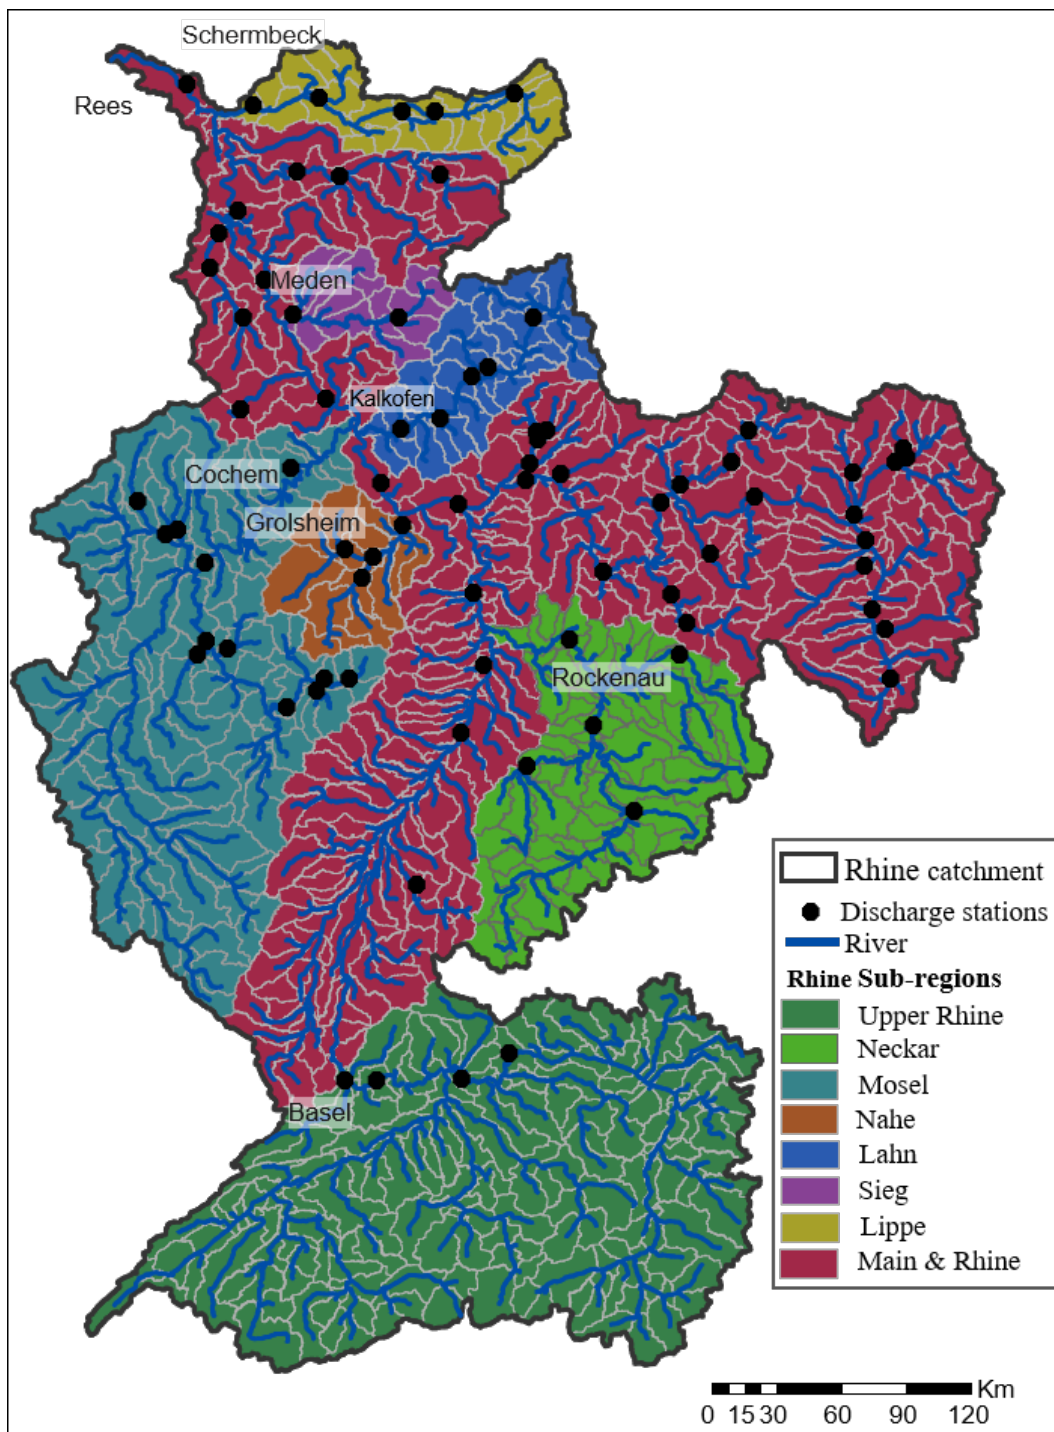 Schermbeck
Rees
Meden
Kalkofen
Cochem
Grolsheim
Rockenau
Basel
Rhine catchment
Discharge stations
River
Rhine Sub-regions
Upper Rhine
Neckar
Mosel
Nahe
Lahn
Sieg
Lippe
Main & Rhine
Km
0 15 30 60 90 120